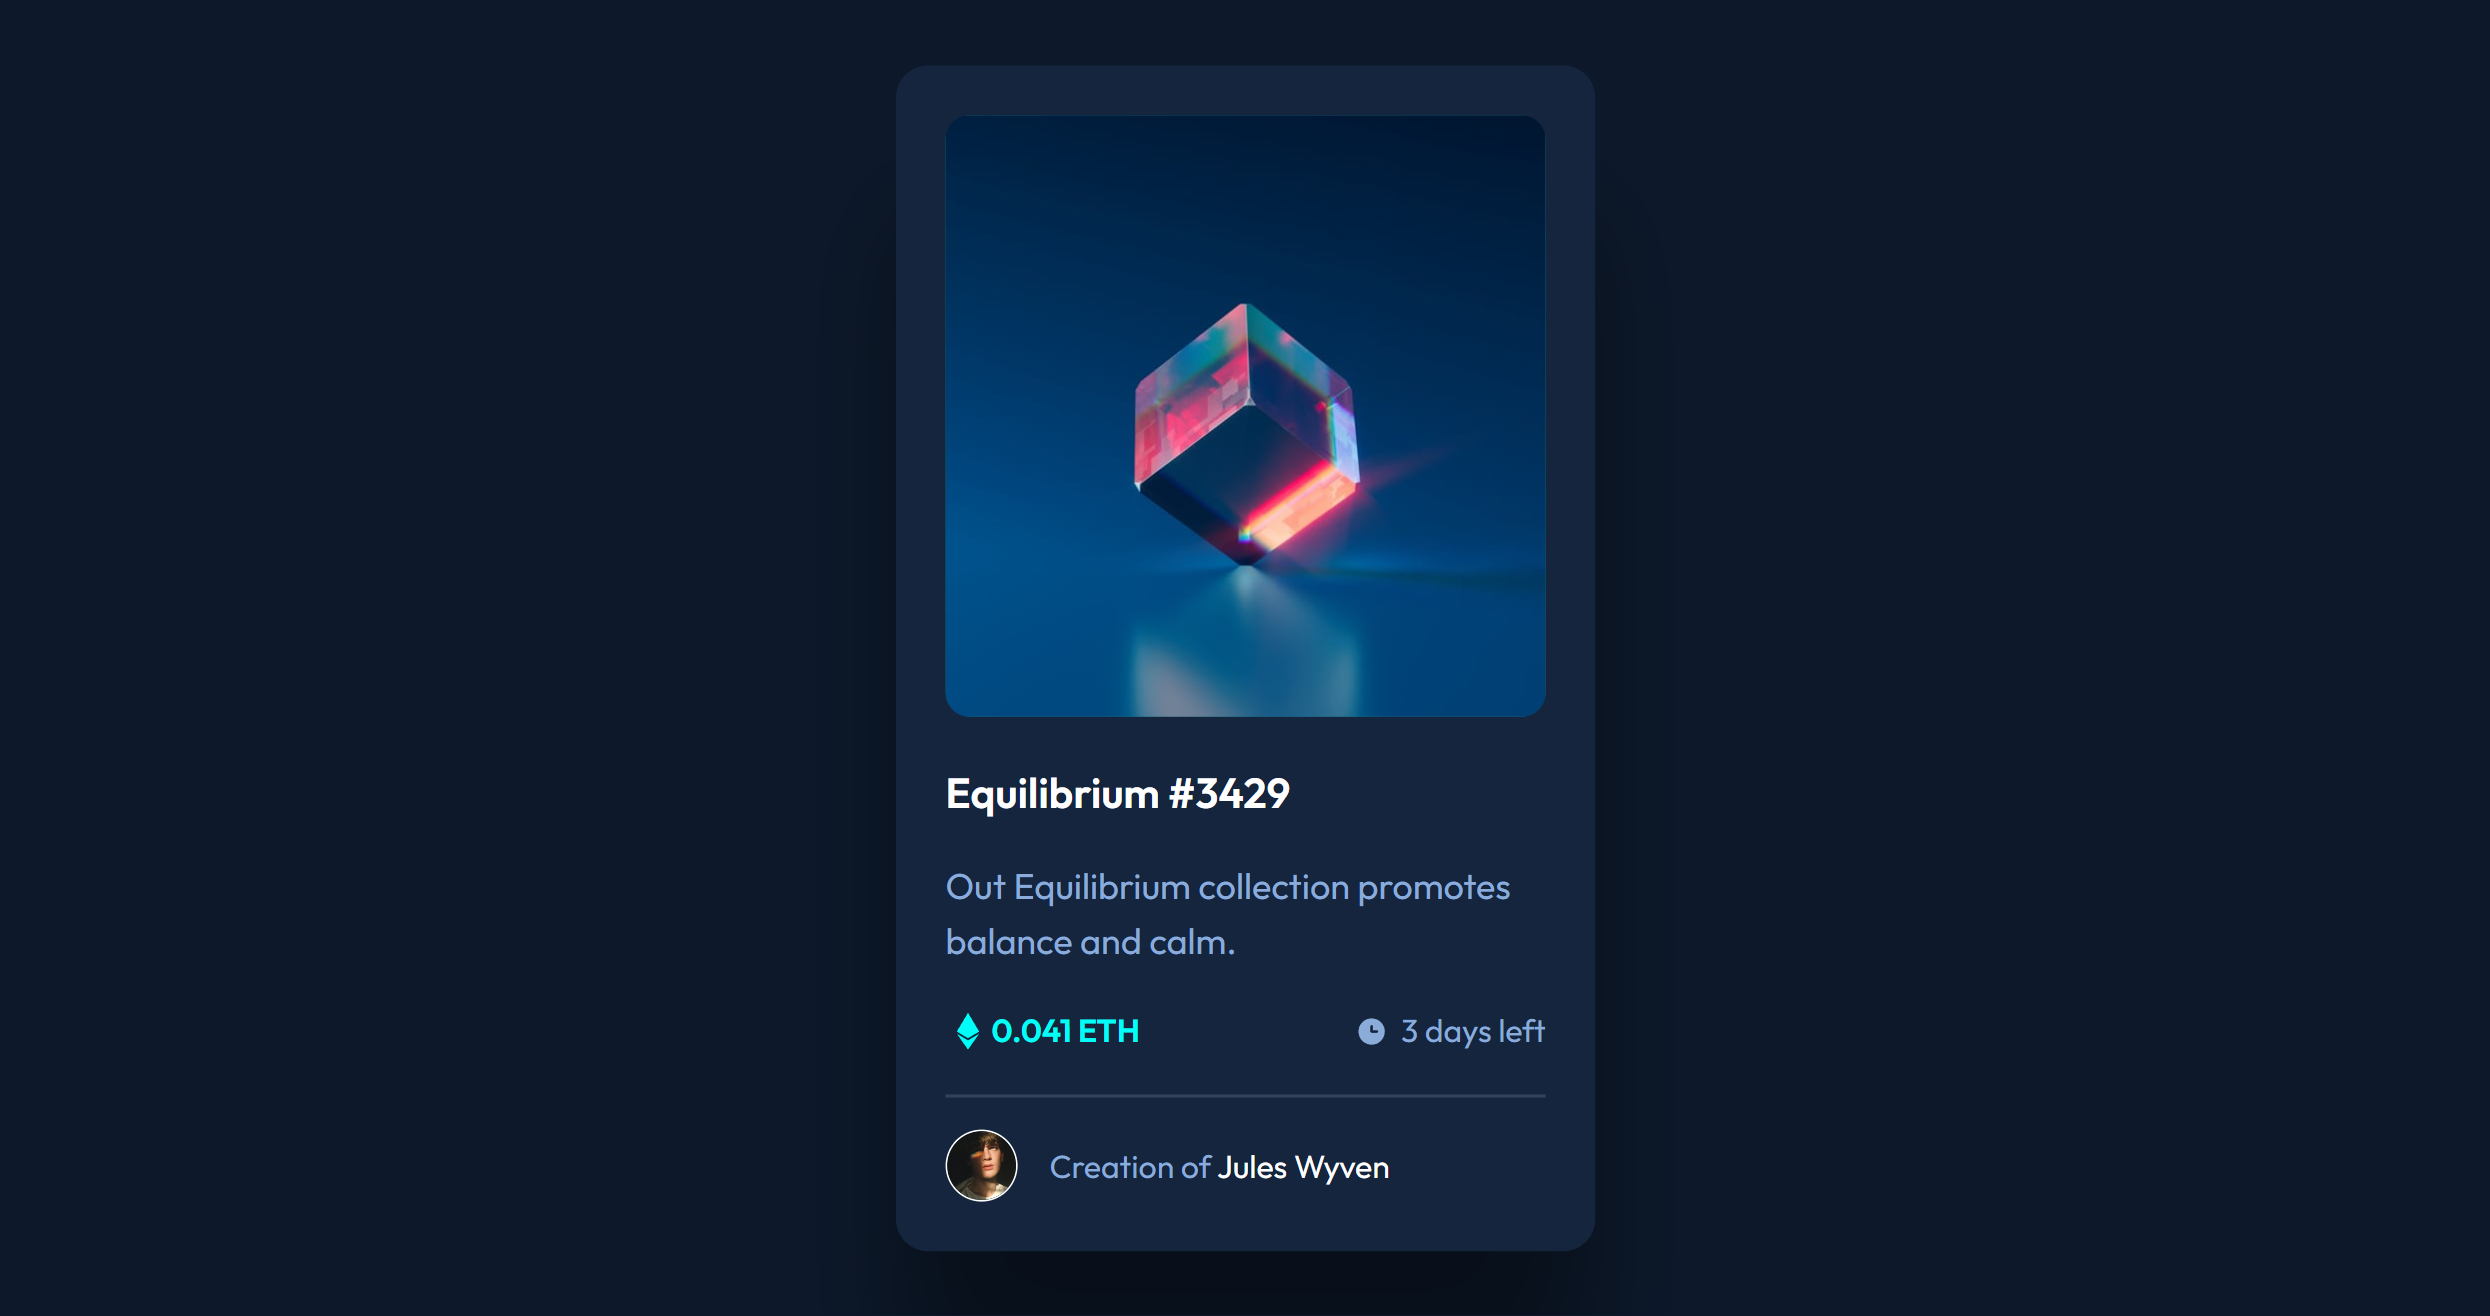 Equilibrium #3429
Out Equilibrium collection promotes
balance and calm.
0.041 ETH
3 days left
Creation of Jules Wyven